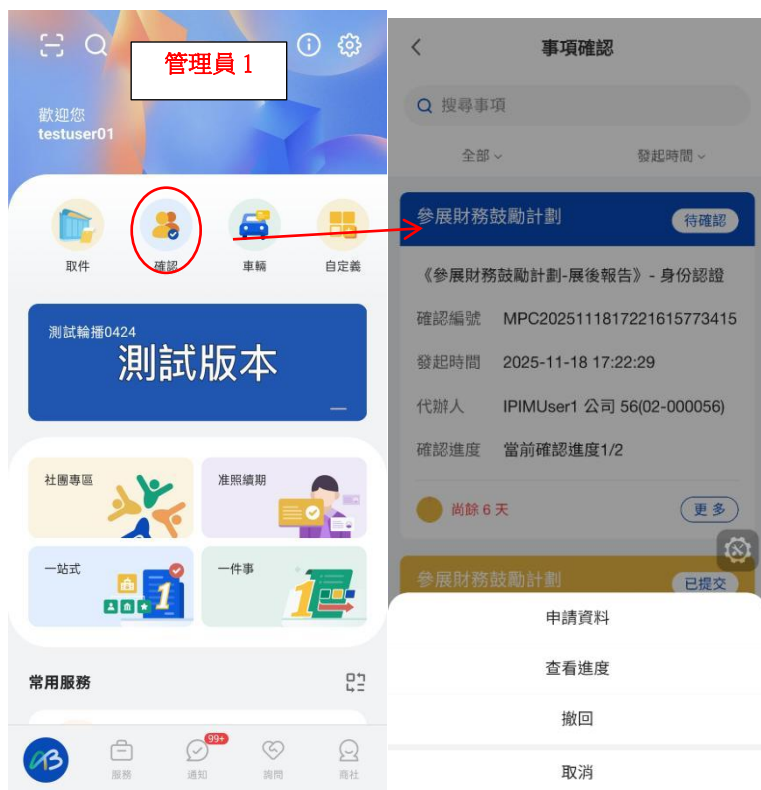 管理員 1
歡迎您
testuser01
取件
確認
車輛
自定義
測試輪播0424
測試版本
社團專區
准照續期
一站式
一件事
常用服務
99+
服務
通知
詢問
商社
事項確認
搜尋事項
全部
發起時間
參展財務鼓勵計劃
待確認
《參展財務鼓勵計劃-展後報告》- 身份認證
確認編號 MPC2025111817221615773415
發起時間 2025-11-18 17:22:29
代辦人 IPIMUser1 公司 56(02-000056)
確認進度 當前確認進度1/2
尚餘 6 天
更多
參展財務鼓勵計劃
已提交
申請資料
查看進度
撤回
取消